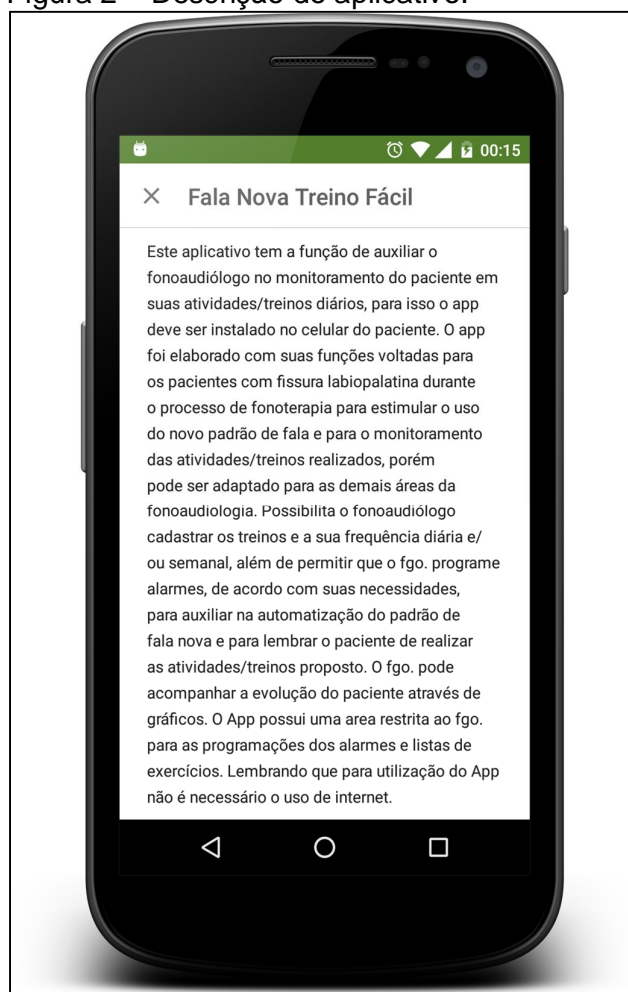 Figura 2 – Descrição do aplicativo.
00:15
Fala Nova Treino Fácil
Este aplicativo tem a função de auxiliar o
fonoaudiólogo no monitoramento do paciente em
suas atividades/treinos diários, para isso o app
deve ser instalado no celular do paciente. O app
foi elaborado com suas funções voltadas para
os pacientes com fissura labiopalatina durante
o processo de fonoterapia para estimular o uso
do novo padrão de fala e para o monitoramento
das atividades/treinos realizados, porém
pode ser adaptado para as demais áreas da
fonoaudiologia. Possibilita o fonoaudiólogo
cadastrar os treinos e a sua frequência diária e/
ou semanal, além de permitir que o fgo. programe
alarmes, de acordo com suas necessidades,
para auxiliar na automatização do padrão de
fala nova e para lembrar o paciente de realizar
as atividades/treinos proposto. O fgo. pode
acompanhar a evolução do paciente através de
gráficos. O App possui uma area restrita ao fgo.
para as programações dos alarmes e listas de
exercícios. Lembrando que para utilização do App
não é necessário o uso de internet.